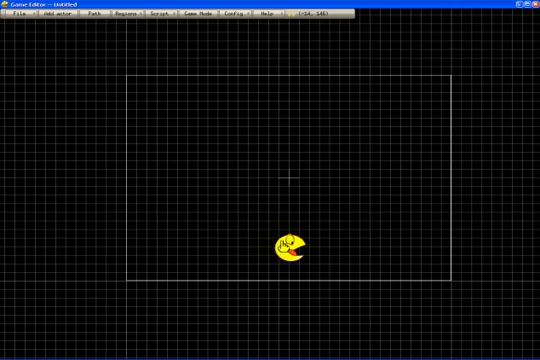 Game Editor -- Untitled
File Add actor Path Regions Script Game Mode Config Help (-14, 146)